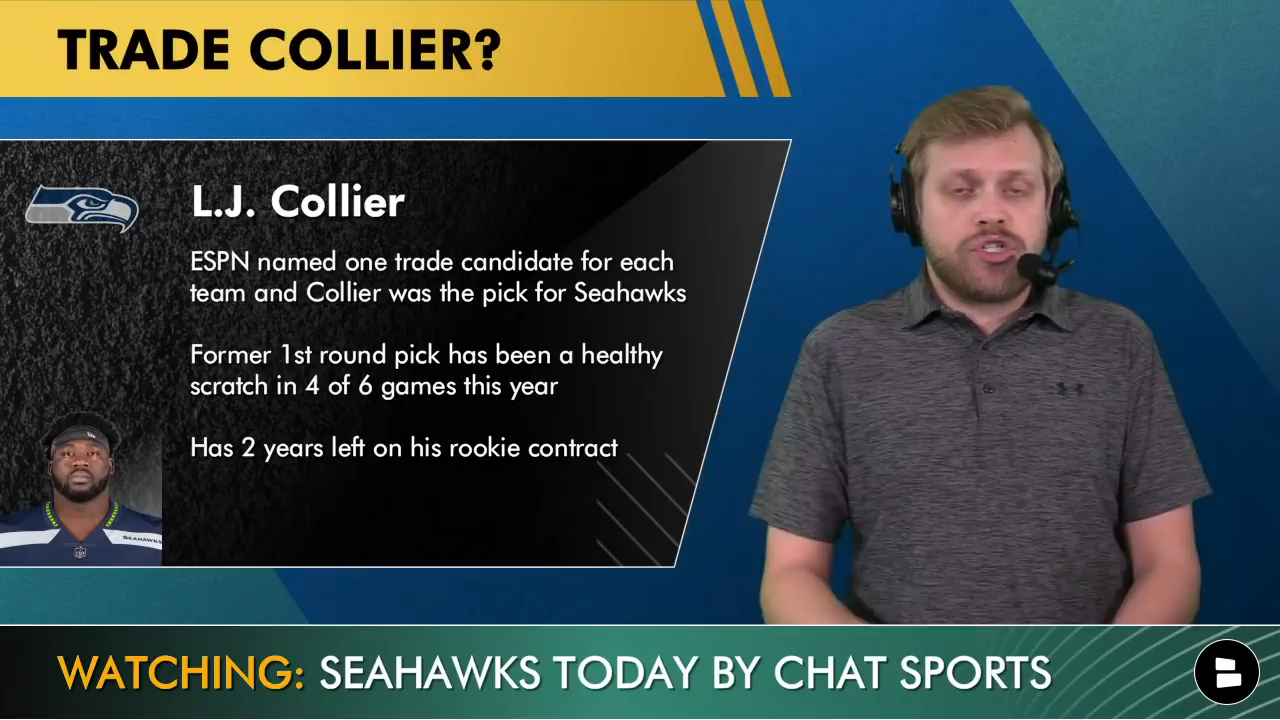 TRADE COLLIER?
L.J. Collier
ESPN named one trade candidate for each
team and Collier was the pick for Seahawks
Former 1st round pick has been a healthy
scratch in 4 of 6 games this year
Has 2 years left on his rookie contract
SEAHAWKS
WATCHING: SEAHAWKS TODAY BY CHAT SPORTS